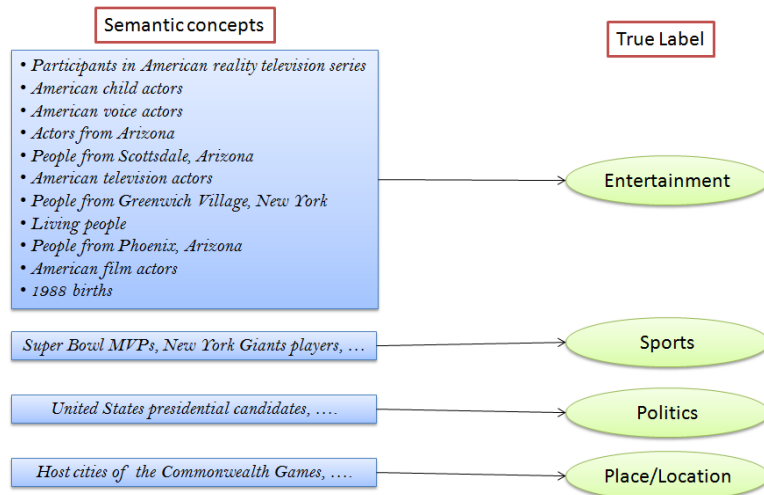 Semantic concepts
True Label
• Participants in American reality television series
• American child actors
• American voice actors
• Actors from Arizona
• People from Scottsdale, Arizona
• American television actors
• People from Greenwich Village, New York
• Living people
• People from Phoenix, Arizona
• American film actors
• 1988 births
Entertainment
Super Bowl MVPs, New York Giants players, ...
Sports
United States presidential candidates, ....
Politics
Host cities of the Commonwealth Games, ....
Place/Location